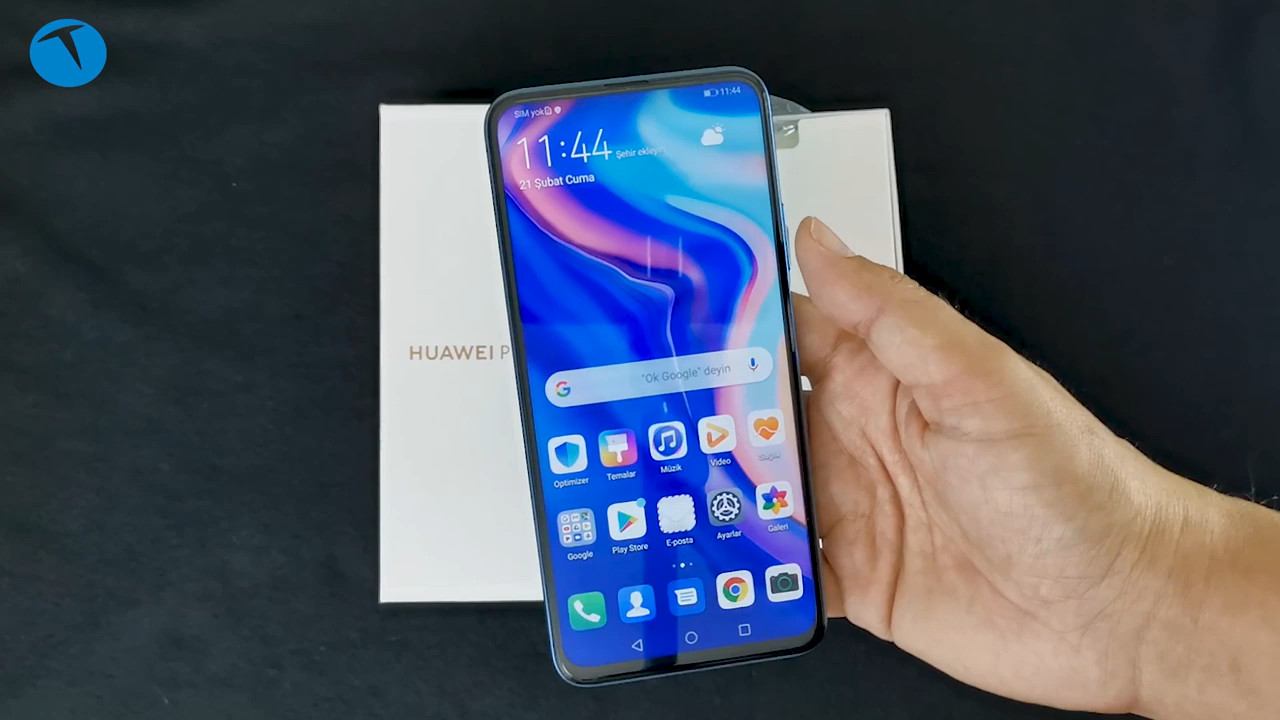 SIM yok
11:44
11:44
Şehir ekleyin
21 Şubat Cuma
HUAWEI P
"Ok Google" deyin
Optimizer
Temalar
Müzik
Video
Sağlık
Google
Play Store
E-posta
Ayarlar
Galeri